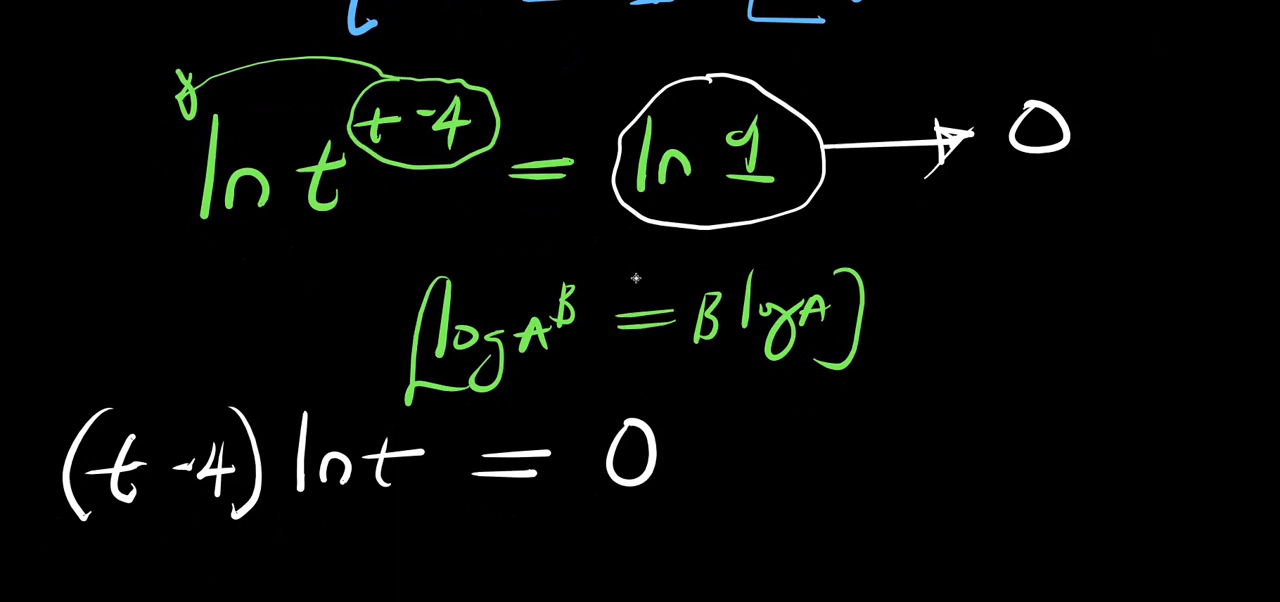 ln t^(t-4) = ln 1 → 0
[log A^B = B log A]
(t-4) ln t = 0